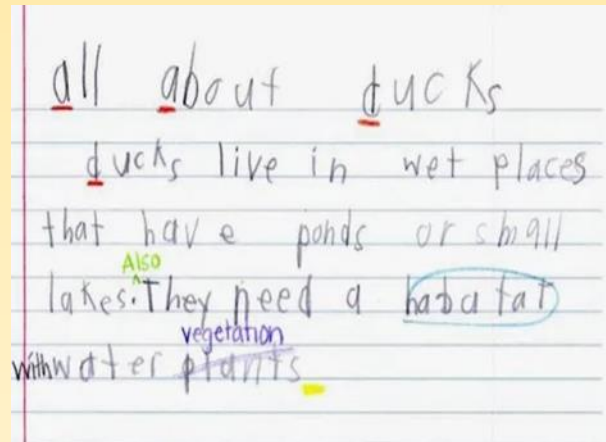 all about ducks
ducks live in wet places
that have ponds or small
Also
lakes. They need a habatat
vegetation
with water plants